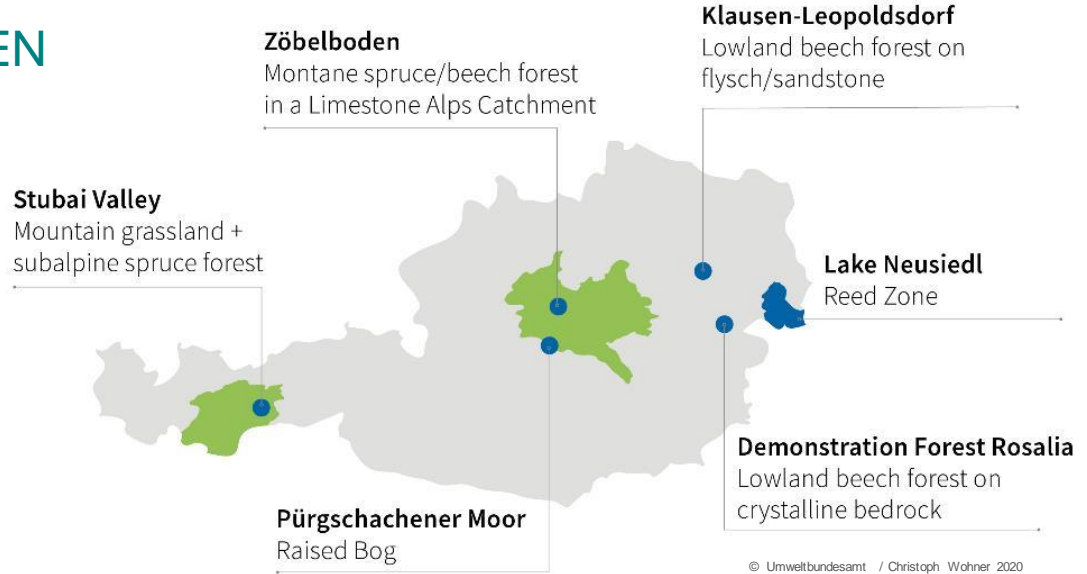 EN
Zöbelboden
Montane spruce/beech forest
in a Limestone Alps Catchment
Klausen-Leopoldsdorf
Lowland beech forest on
flysch/sandstone
Stubai Valley
Mountain grassland +
subalpine spruce forest
Lake Neusiedl
Reed Zone
Demonstration Forest Rosalia
Lowland beech forest on
crystalline bedrock
Pürgschachener Moor
Raised Bog
© Umweltbundesamt / Christoph Wohner 2020